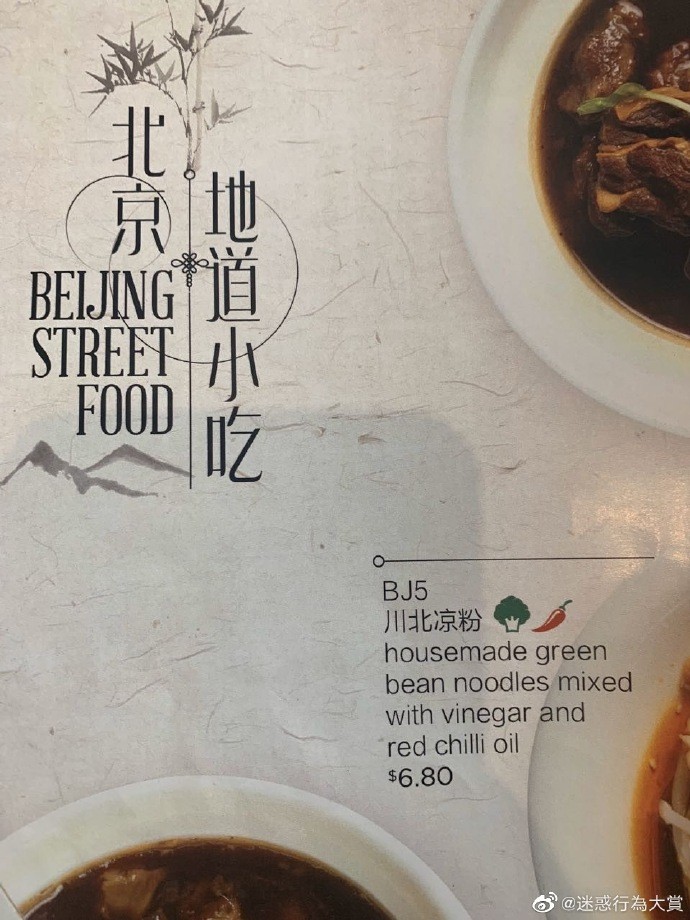 北京
地道小吃
BEIJING
STREET
FOOD
BJ5
川北凉粉
housemade green
bean noodles mixed
with vinegar and
red chilli oil
$6.80
@迷惑行為大賞